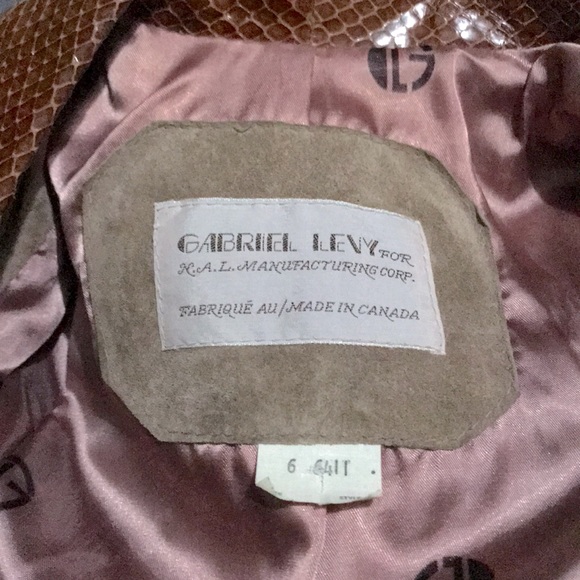 GABRIEL LEVY FOR
N.A.L. MANUFACTURING CORP.
FABRIQUÉ AU/MADE IN CANADA
6 641T .